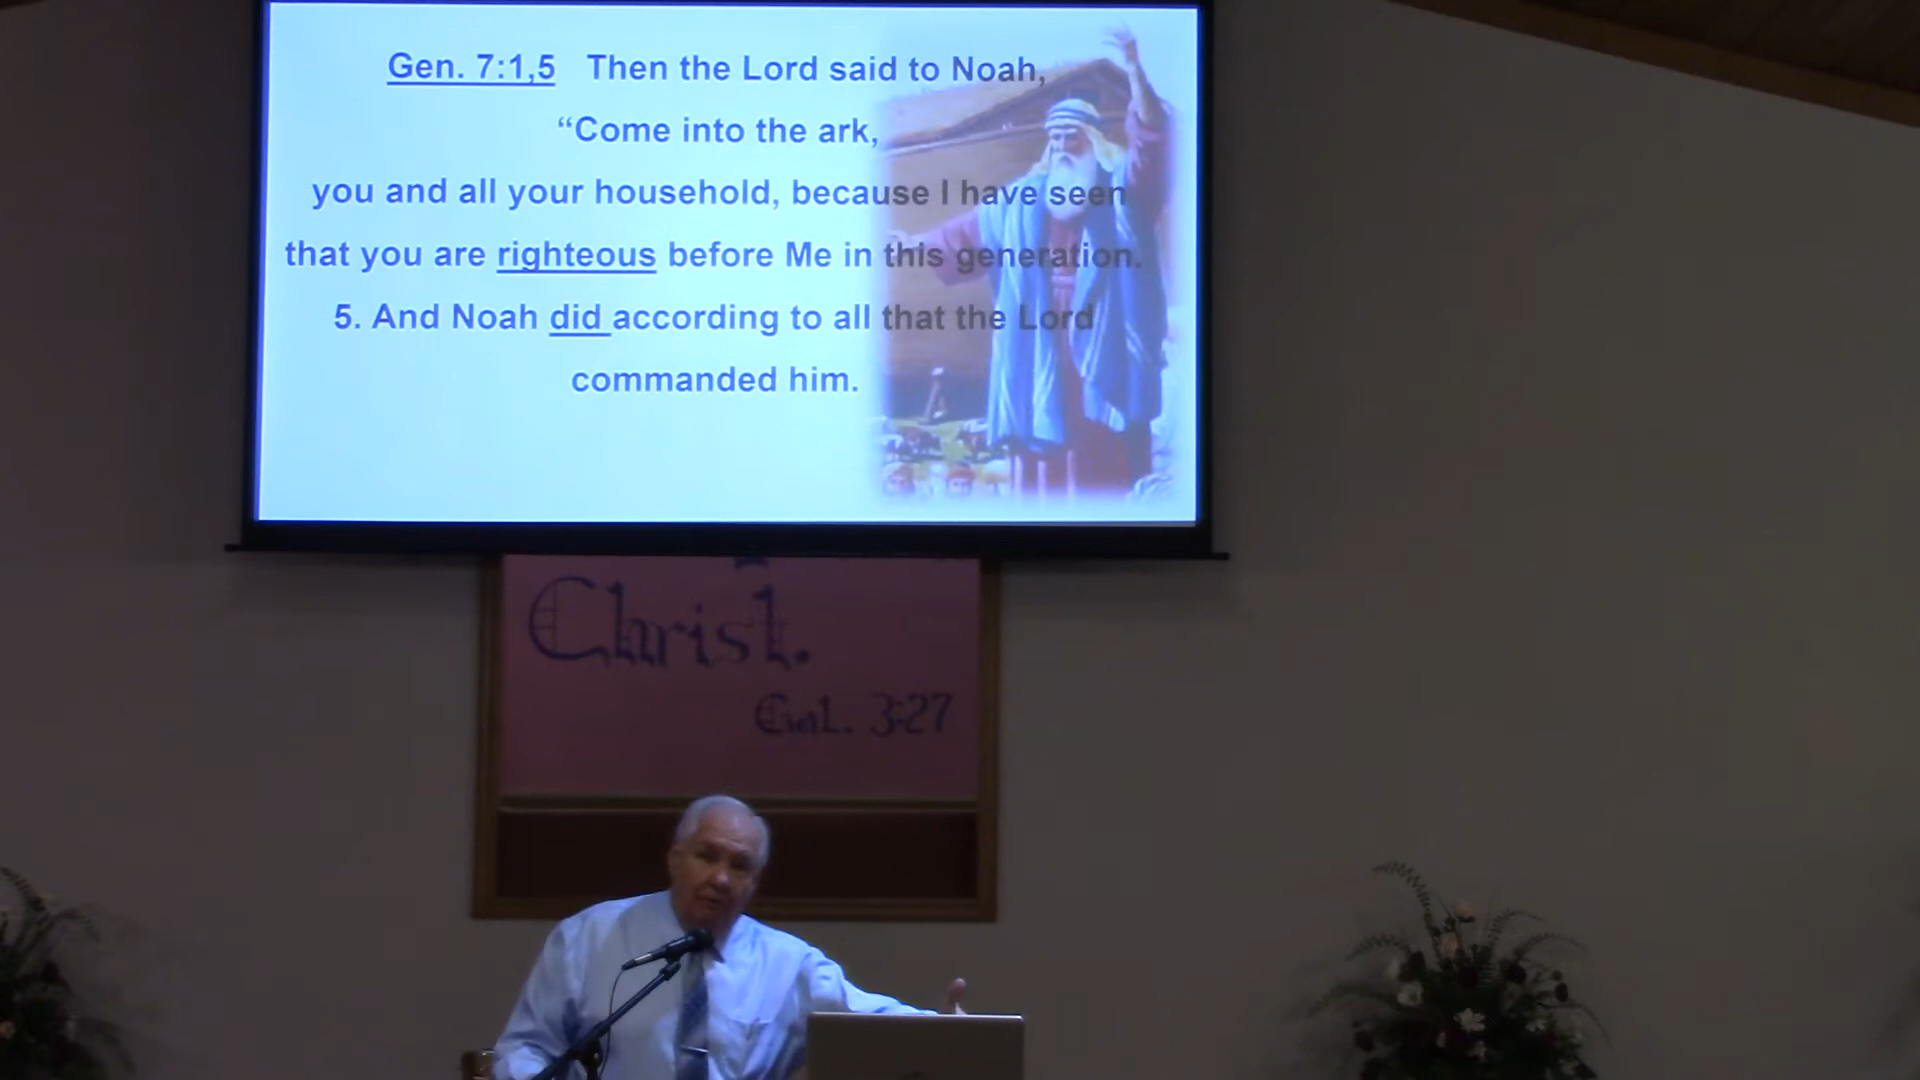 Gen. 7:1,5 Then the Lord said to Noah,
“Come into the ark,
you and all your household, because I have seen
that you are righteous before Me in this generation.
5. And Noah did according to all that the Lord
commanded him.
Christ.
Gal. 3:27